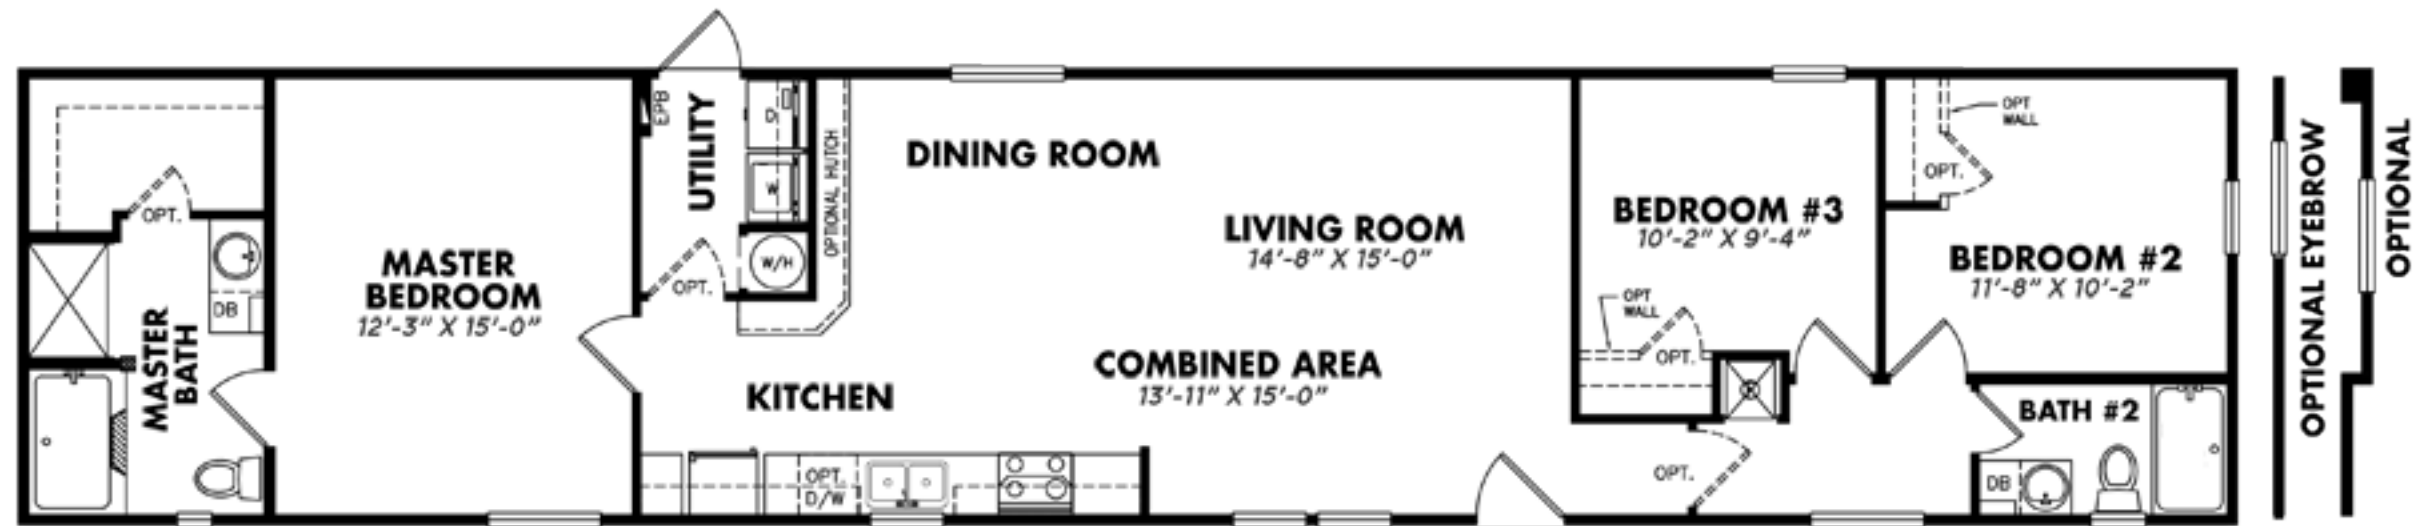 OPT.
DB
MASTER
BATH
MASTER
BEDROOM
12'-3" X 15'-0"
EPB
UTILITY
D
W
W/H
OPT.
OPTIONAL HUTCH
DINING ROOM
LIVING ROOM
14'-8" X 15'-0"
COMBINED AREA
13'-11" X 15'-0"
KITCHEN
OPT.
D/W
BEDROOM #3
10'-2" X 9'-4"
OPT
WALL
OPT.
OPT.
OPT
WALL
OPT.
BEDROOM #2
11'-8" X 10'-2"
BATH #2
DB
OPTIONAL EYEBROW
OPTIONAL